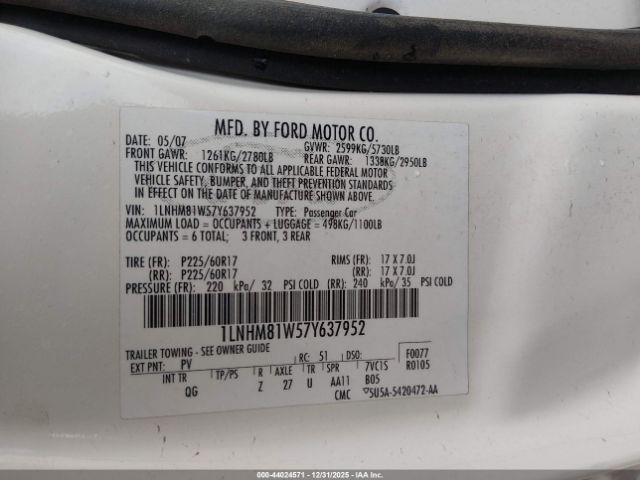 MFD. BY FORD MOTOR CO.
DATE: 05/07 GVWR: 2599KG/5730LB
FRONT GAWR: 1261KG/2780LB REAR GAWR: 1338KG/2950LB
THIS VEHICLE CONFORMS TO ALL APPLICABLE FEDERAL MOTOR
VEHICLE SAFETY, BUMPER, AND THEFT PREVENTION STANDARDS
IN EFFECT ON THE DATE OF MANUFACTURE SHOWN ABOVE.
VIN: 1LNHM81W57Y637952 TYPE: Passenger Car
MAXIMUM LOAD = OCCUPANTS + LUGGAGE = 498KG/1100LB
OCCUPANTS = 6 TOTAL; 3 FRONT, 3 REAR
TIRE (FR): P225/60R17 RIMS (FR): 17 X 7.0J
(RR): P225/60R17 (RR): 17 X 7.0J
PRESSURE (FR): 220 kPa/ 32 PSI COLD (RR): 240 kPa/ 35 PSI COLD
1LNHM81W57Y637952
TRAILER TOWING - SEE OWNER GUIDE F0077
EXT PNT: PV RC: 51 DSO: R0105
INT TR TP/PS R AXLE TR SPR 7VC15
QG Z 27 U AA11 B05
CMC ▽5U5A-5420472-AA
000-44024571 - 12/31/2025 - IAAI.COM